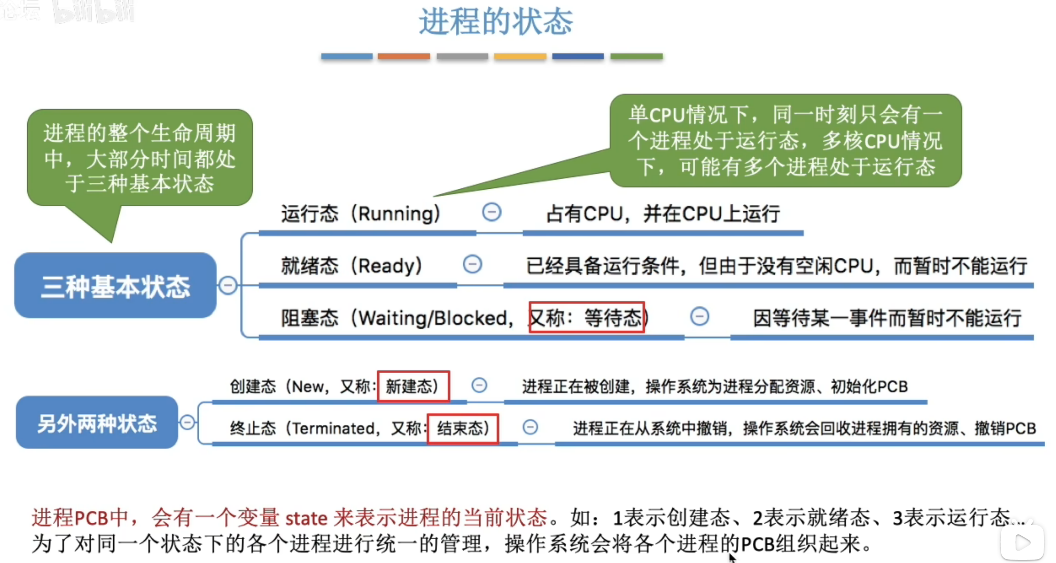 进程的状态
进程的整个生命周期
中，大部分时间都处
于三种基本状态
单CPU情况下，同一时刻只会有一
个进程处于运行态，多核CPU情况
下，可能有多个进程处于运行态
三种基本状态
运行态（Running） 占有CPU，并在CPU上运行
就绪态（Ready） 已经具备运行条件，但由于没有空闲CPU，而暂时不能运行
阻塞态（Waiting/Blocked，又称：等待态） 因等待某一事件而暂时不能运行
另外两种状态
创建态（New，又称：新建态） 进程正在被创建，操作系统为进程分配资源、初始化PCB
终止态（Terminated，又称：结束态） 进程正在从系统中撤销，操作系统会回收进程拥有的资源、撤销PCB
进程PCB中，会有一个变量 state 来表示进程的当前状态。如：1表示创建态、2表示就绪态、3表示运行态…
为了对同一个状态下的各个进程进行统一的管理，操作系统会将各个进程的PCB组织起来。